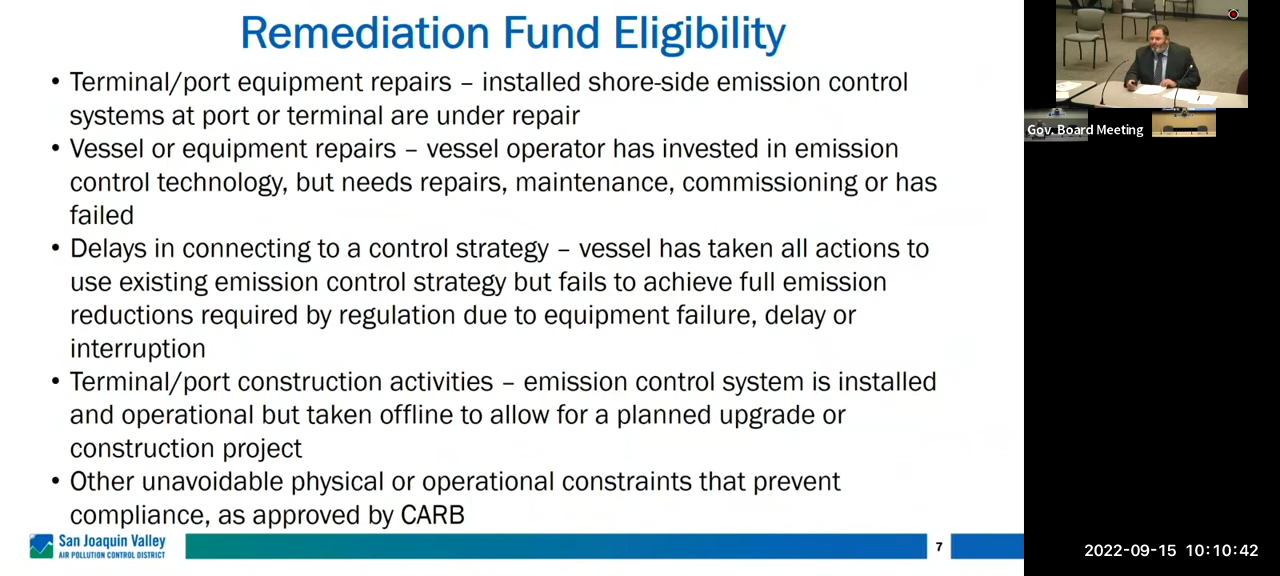 Remediation Fund Eligibility
• Terminal/port equipment repairs – installed shore-side emission control
systems at port or terminal are under repair
• Vessel or equipment repairs – vessel operator has invested in emission
control technology, but needs repairs, maintenance, commissioning or has
failed
• Delays in connecting to a control strategy – vessel has taken all actions to
use existing emission control strategy but fails to achieve full emission
reductions required by regulation due to equipment failure, delay or
interruption
• Terminal/port construction activities – emission control system is installed
and operational but taken offline to allow for a planned upgrade or
construction project
• Other unavoidable physical or operational constraints that prevent
compliance, as approved by CARB
San Joaquin Valley
AIR POLLUTION CONTROL DISTRICT
7
Gov. Board Meeting
2022-09-15 10:10:42